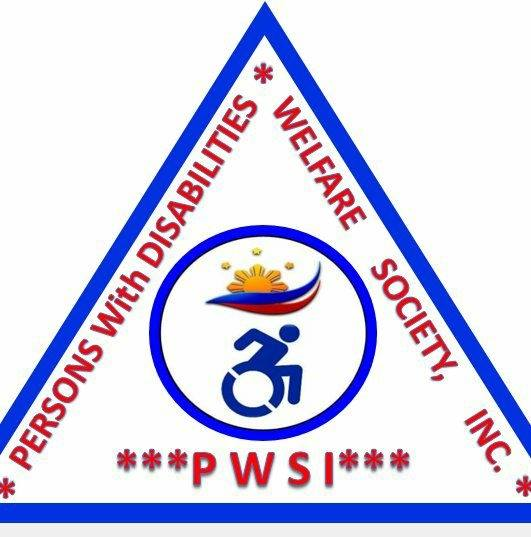 * PERSONS With DISABILITIES *
WELFARE SOCIETY, INC. *
***P W S I***